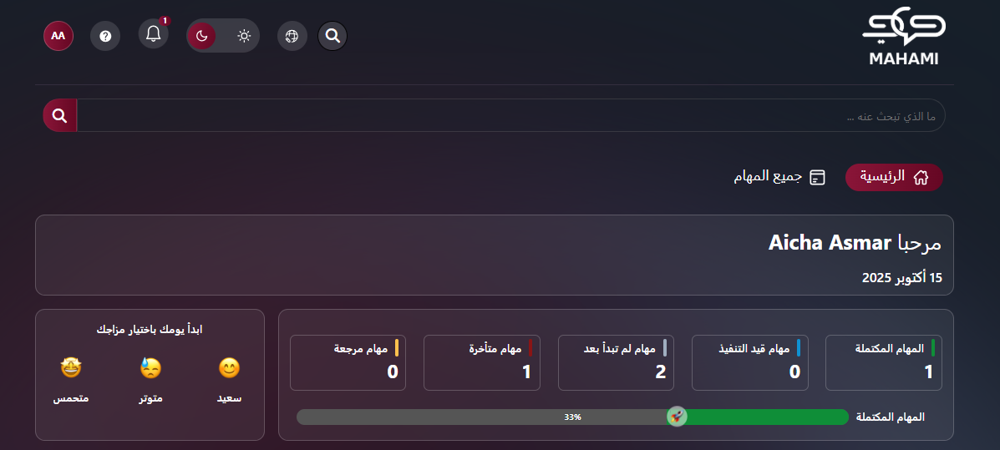 مهامي
MAHAMI
1
AA
ما الذي تبحث عنه ...
الرئيسية
جميع المهام
مرحبا Aicha Asmar
15 أكتوبر 2025
المهام المكتملة
1
مهام قيد التنفيذ
0
مهام لم تبدأ بعد
2
مهام متأخرة
1
مهام مرجعة
0
المهام المكتملة
33%
ابدأ يومك باختيار مزاجك
سعيد
متوتر
متحمس